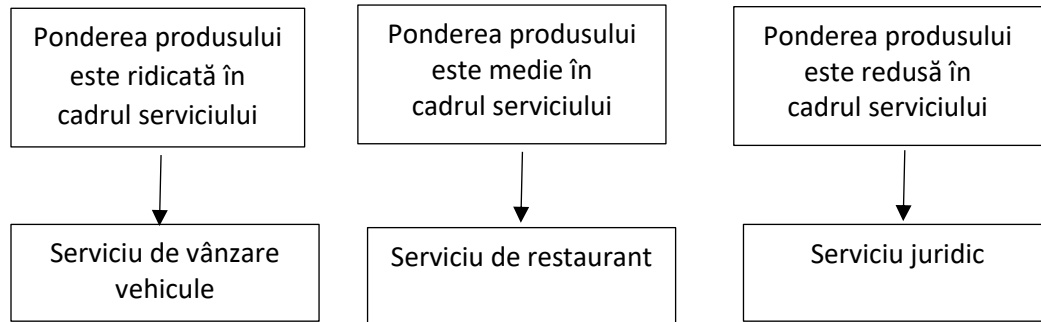 Ponderea produsului
este ridicată în
cadrul serviciului
Ponderea produsului
este medie în
cadrul serviciului
Ponderea produsului
este redusă în
cadrul serviciului
Serviciu de vânzare
vehicule
Serviciu de restaurant
Serviciu juridic